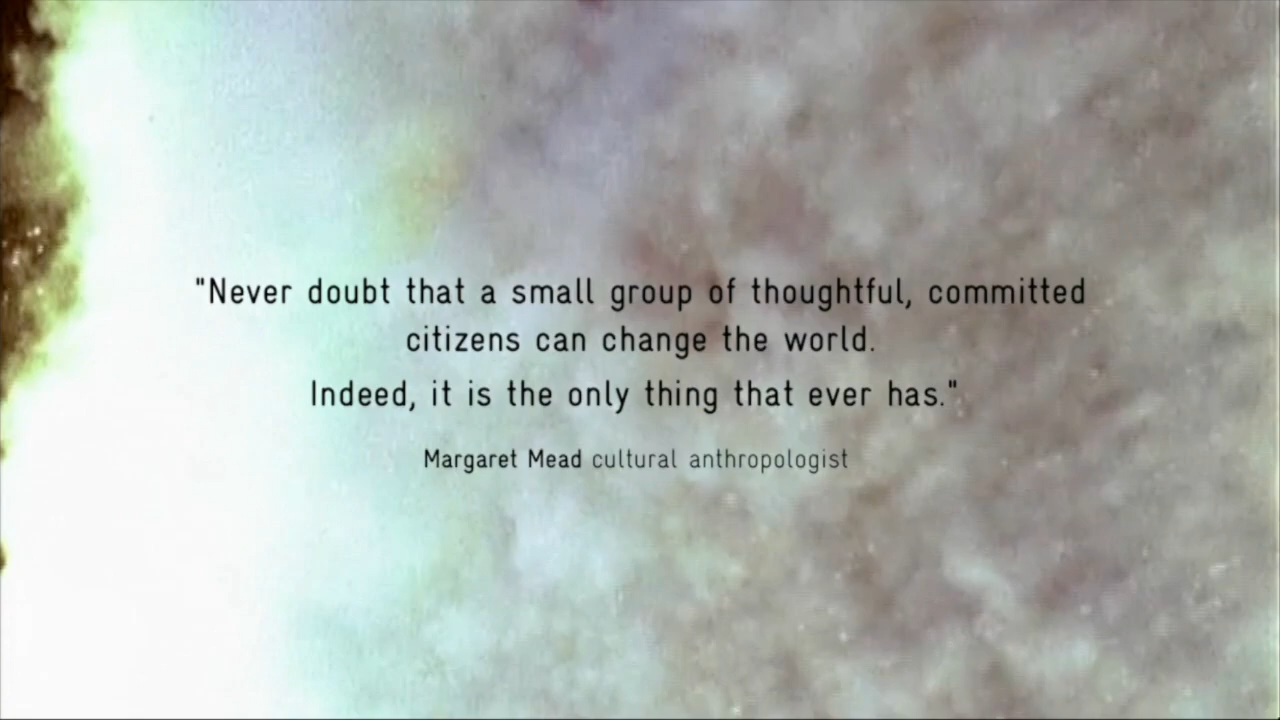 "Never doubt that a small group of thoughtful, committed
citizens can change the world.
Indeed, it is the only thing that ever has."
Margaret Mead cultural anthropologist